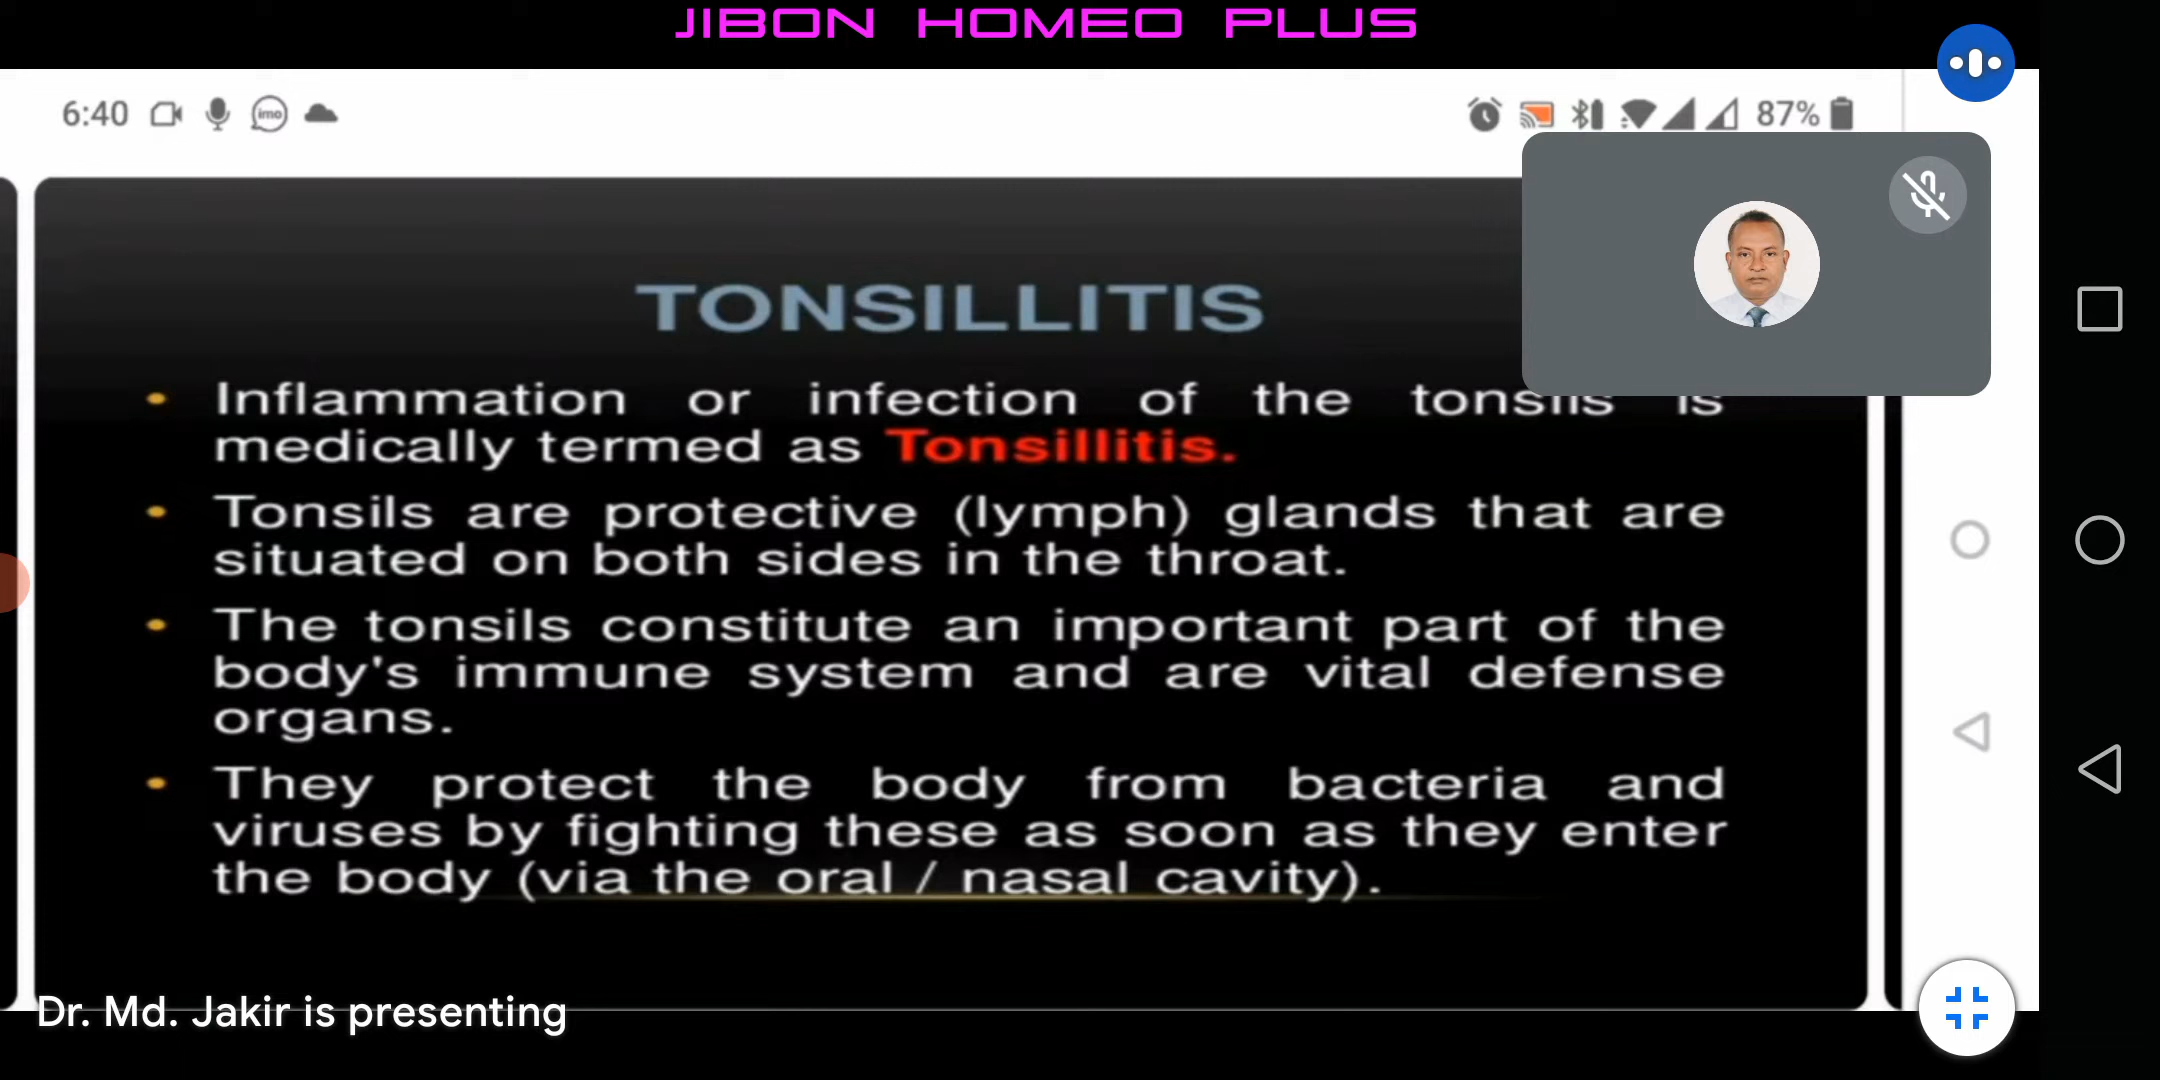 JIBON HOMEO PLUS
6:40 imo 87%
TONSILLITIS
• Inflammation or infection of the tonsils is
medically termed as Tonsillitis.
• Tonsils are protective (lymph) glands that are
situated on both sides in the throat.
• The tonsils constitute an important part of the
body's immune system and are vital defense
organs.
• They protect the body from bacteria and
viruses by fighting these as soon as they enter
the body (via the oral / nasal cavity).
Dr. Md. Jakir is presenting